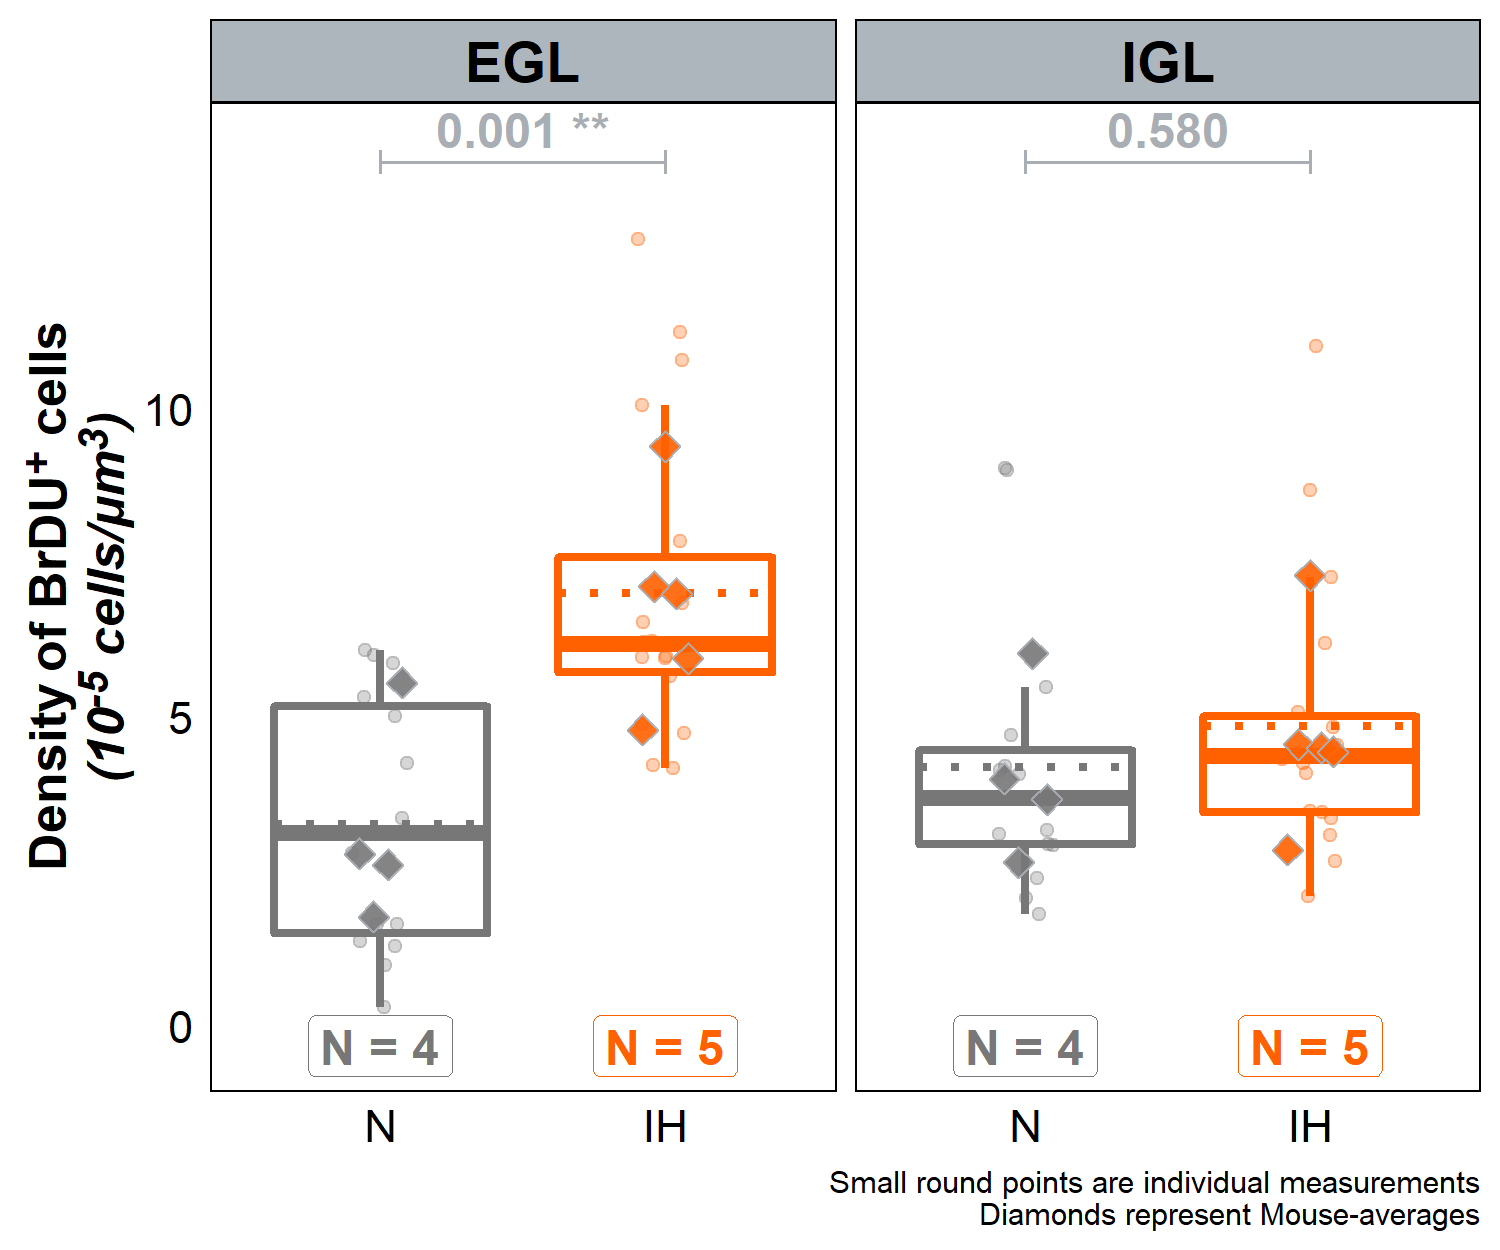 EGL
IGL
0.001 **
0.580
Density of BrDU⁺ cells
(10⁻⁵ cells/μm³)
10
5
0
N = 4
N = 5
N = 4
N = 5
N
IH
N
IH
Small round points are individual measurements
Diamonds represent Mouse-averages